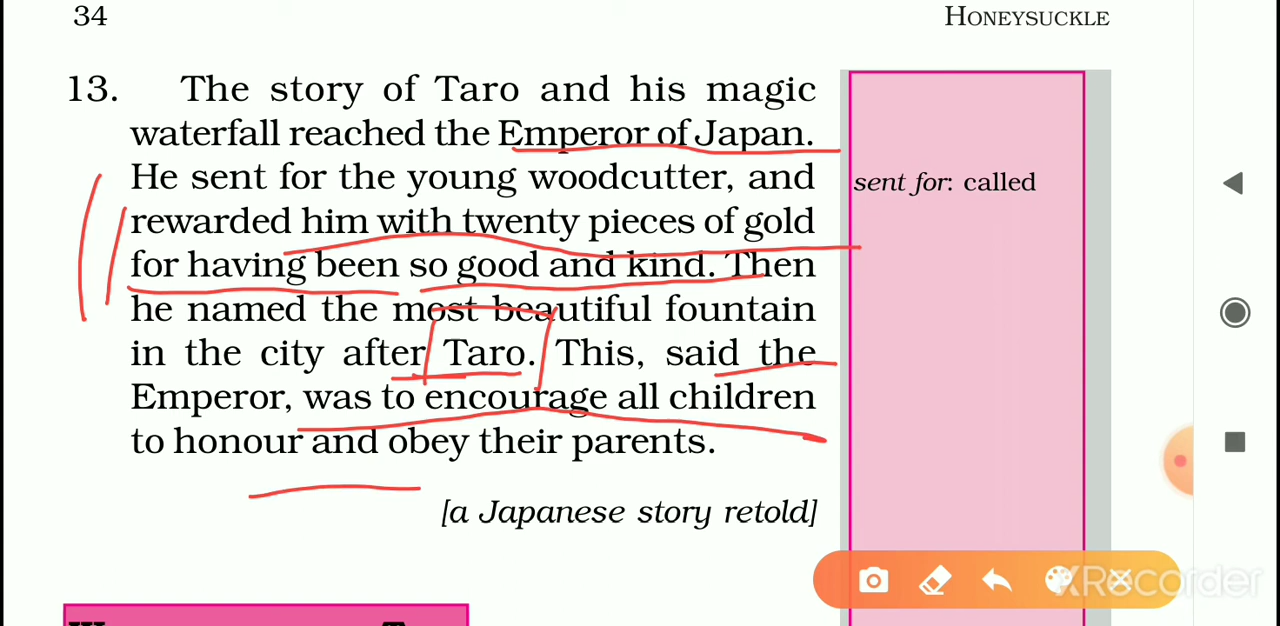 34
HONEYSUCKLE
13. The story of Taro and his magic
waterfall reached the Emperor of Japan.
He sent for the young woodcutter, and
rewarded him with twenty pieces of gold
for having been so good and kind. Then
he named the most beautiful fountain
in the city after Taro. This, said the
Emperor, was to encourage all children
to honour and obey their parents.
[a Japanese story retold]
sent for: called
XRecorder